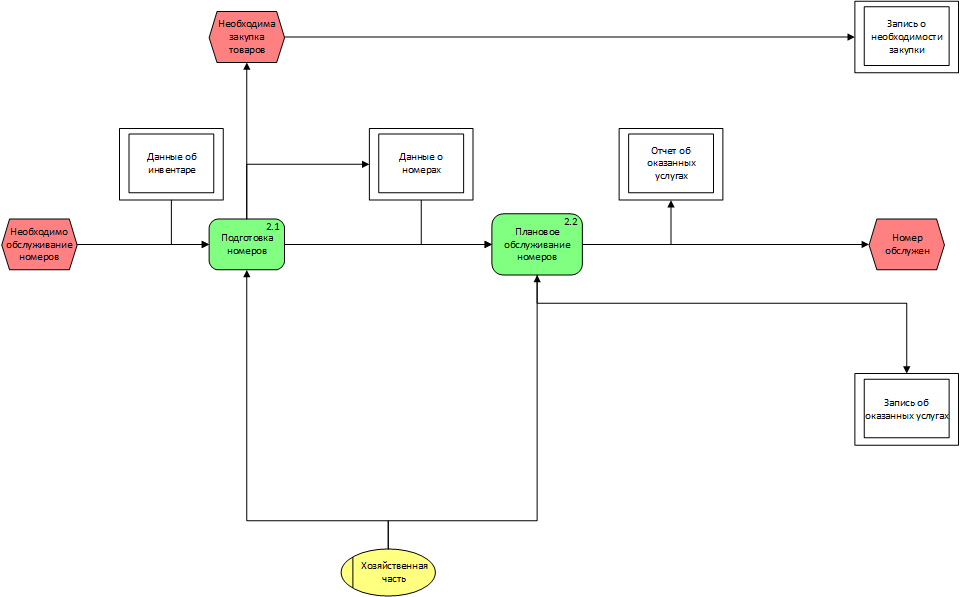 Необходима
закупка
товаров
Запись о
необходимости
закупки
Данные об
инвентаре
Данные о
номерах
Отчет об
оказанных
услугах
Необходимо
обслуживание
номеров
2.1
Подготовка
номеров
2.2
Плановое
обслуживание
номеров
Номер
обслужен
Запись об
оказанных услугах
Хозяйственная
часть